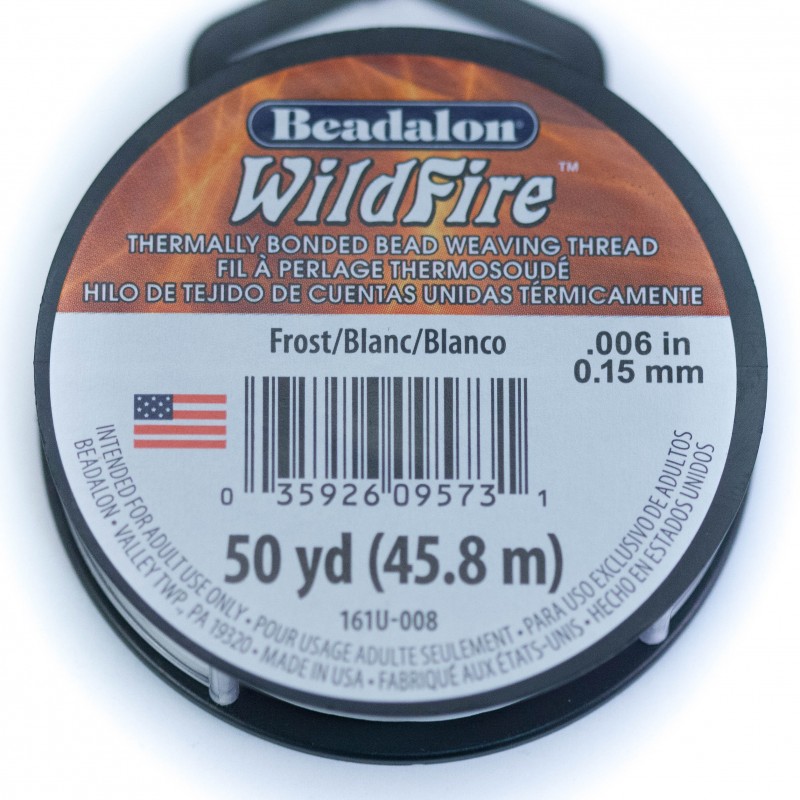 Beadalon
WildFire™
THERMALLY BONDED BEAD WEAVING THREAD
FIL À PERLAGE THERMOSOUDÉ
HILO DE TEJIDO DE CUENTAS UNIDAS TÉRMICAMENTE
Frost/Blanc/Blanco
.006 in
0.15 mm
0 35926 09573 1
50 yd (45.8 m)
161U-008
INTENDED FOR ADULT USE ONLY • POUR USAGE ADULTE SEULEMENT • PARA USO EXCLUSIVO DE ADULTOS
BEADALON • VALLEY TWP., PA 19320 • MADE IN USA • FABRIQUÉ AUX ÉTATS-UNIS • HECHO EN ESTADOS UNIDOS